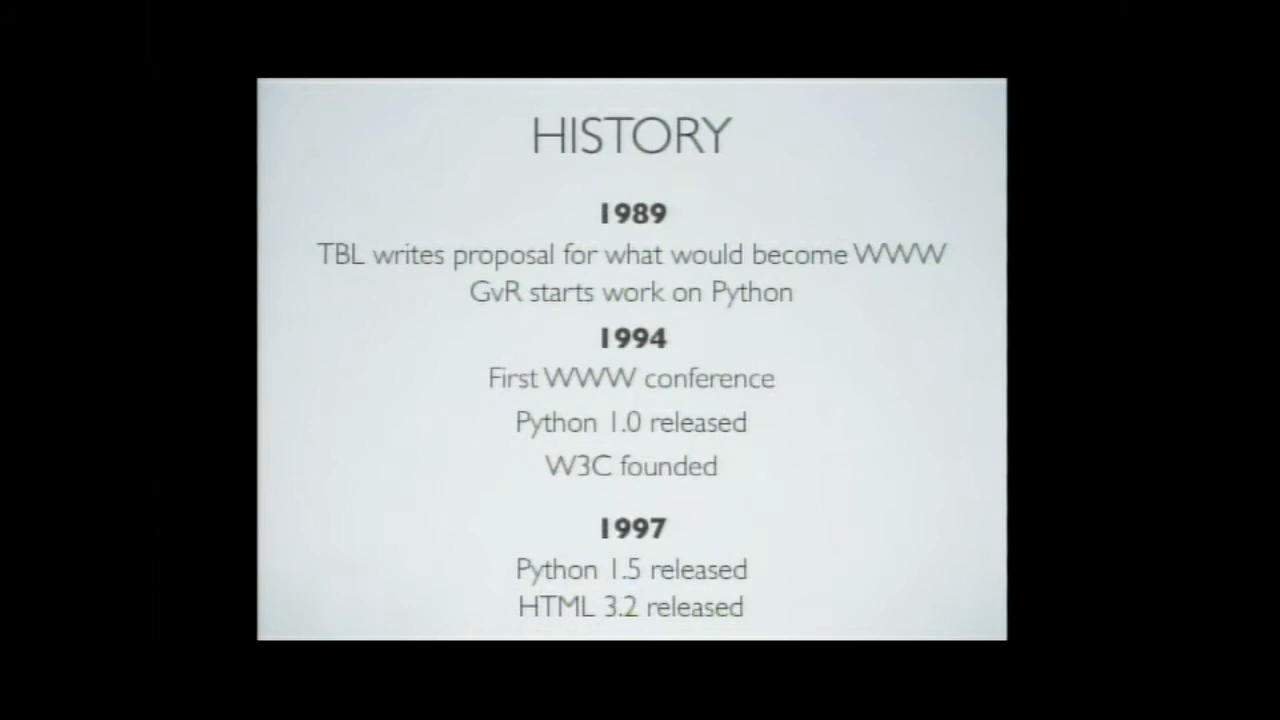 HISTORY
1989
TBL writes proposal for what would become WWW
GvR starts work on Python
1994
First WWW conference
Python 1.0 released
W3C founded
1997
Python 1.5 released
HTML 3.2 released